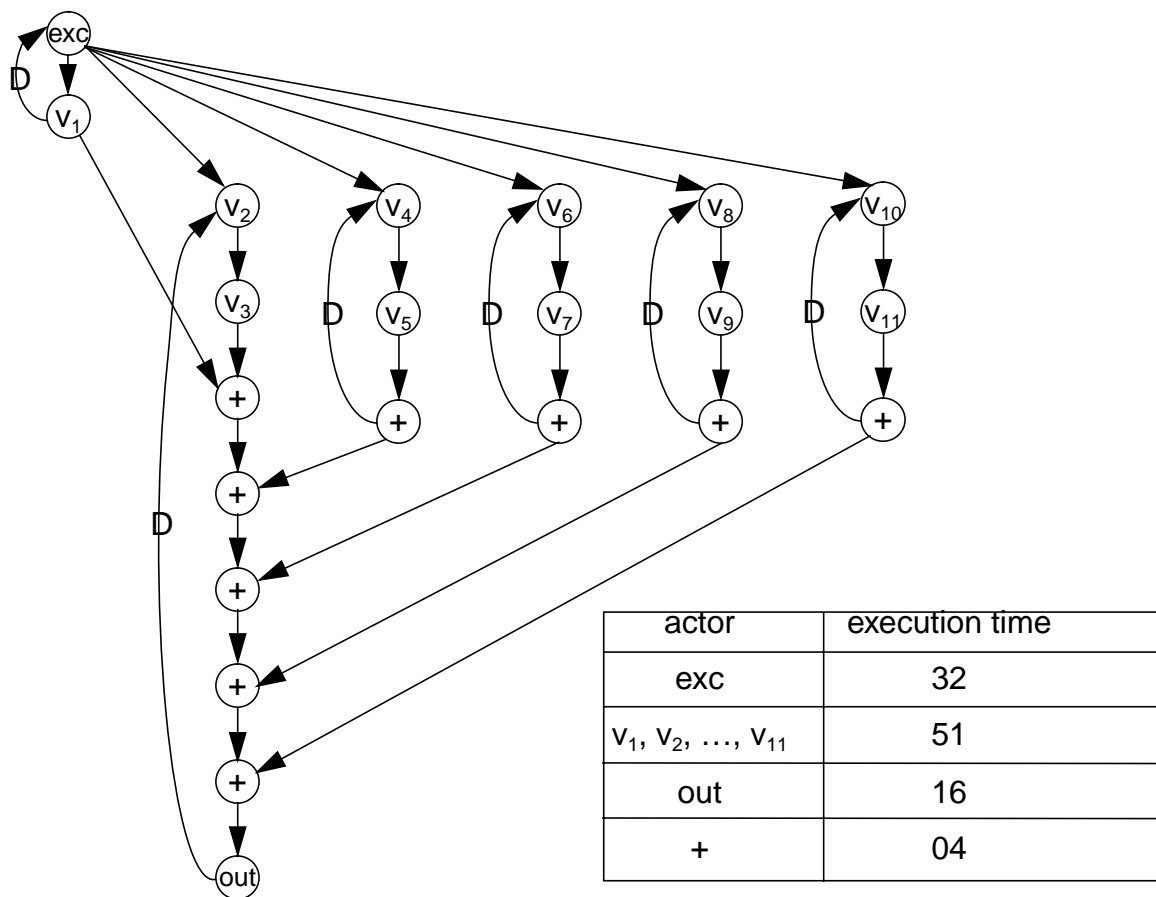 exc
D
v₁
v₂ v₄ v₆ v₈ v₁₀
v₃ v₅ v₇ v₉ v₁₁
D D D D
+
+ + + +
+
D
+
+
+
out
actor execution time
exc 32
v₁, v₂, …, v₁₁ 51
out 16
+ 04